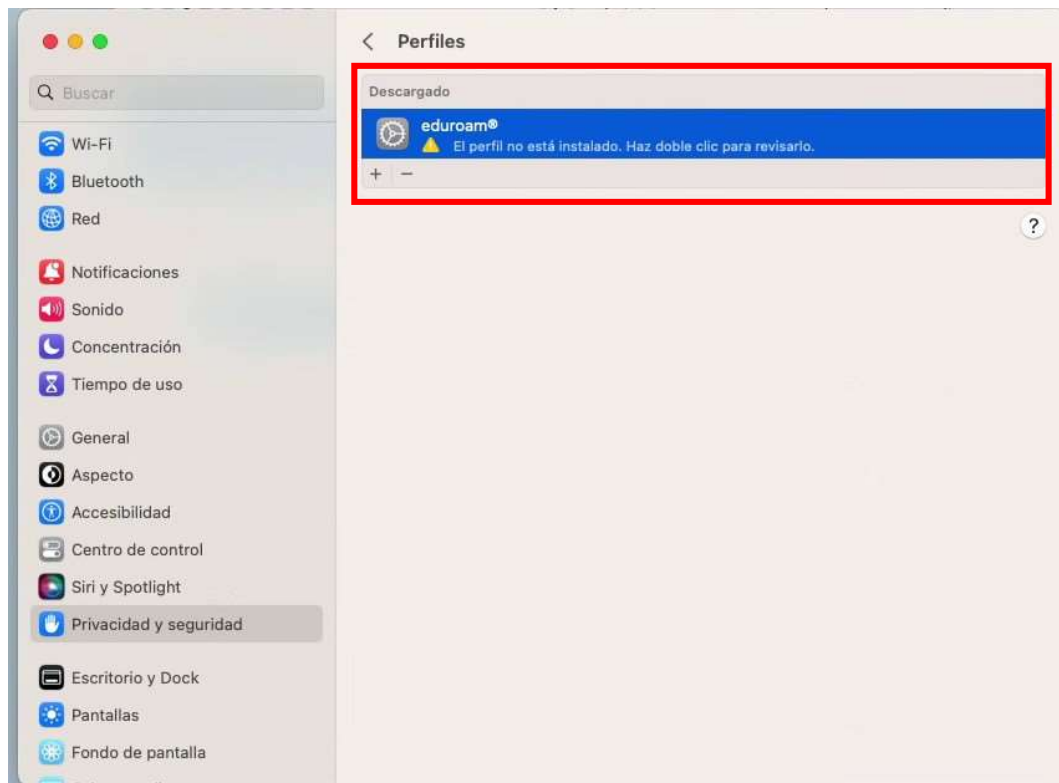 Perfiles
Buscar
Descargado
eduroam®
El perfil no está instalado. Haz doble clic para revisarlo.
+ −
?
Wi-Fi
Bluetooth
Red
Notificaciones
Sonido
Concentración
Tiempo de uso
General
Aspecto
Accesibilidad
Centro de control
Siri y Spotlight
Privacidad y seguridad
Escritorio y Dock
Pantallas
Fondo de pantalla